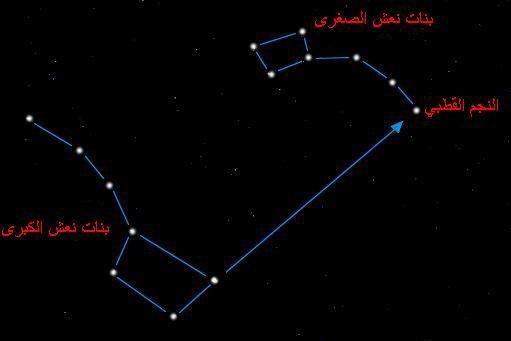 بنات نعش الصغرى
النجم القطبي
بنات نعش الكبرى